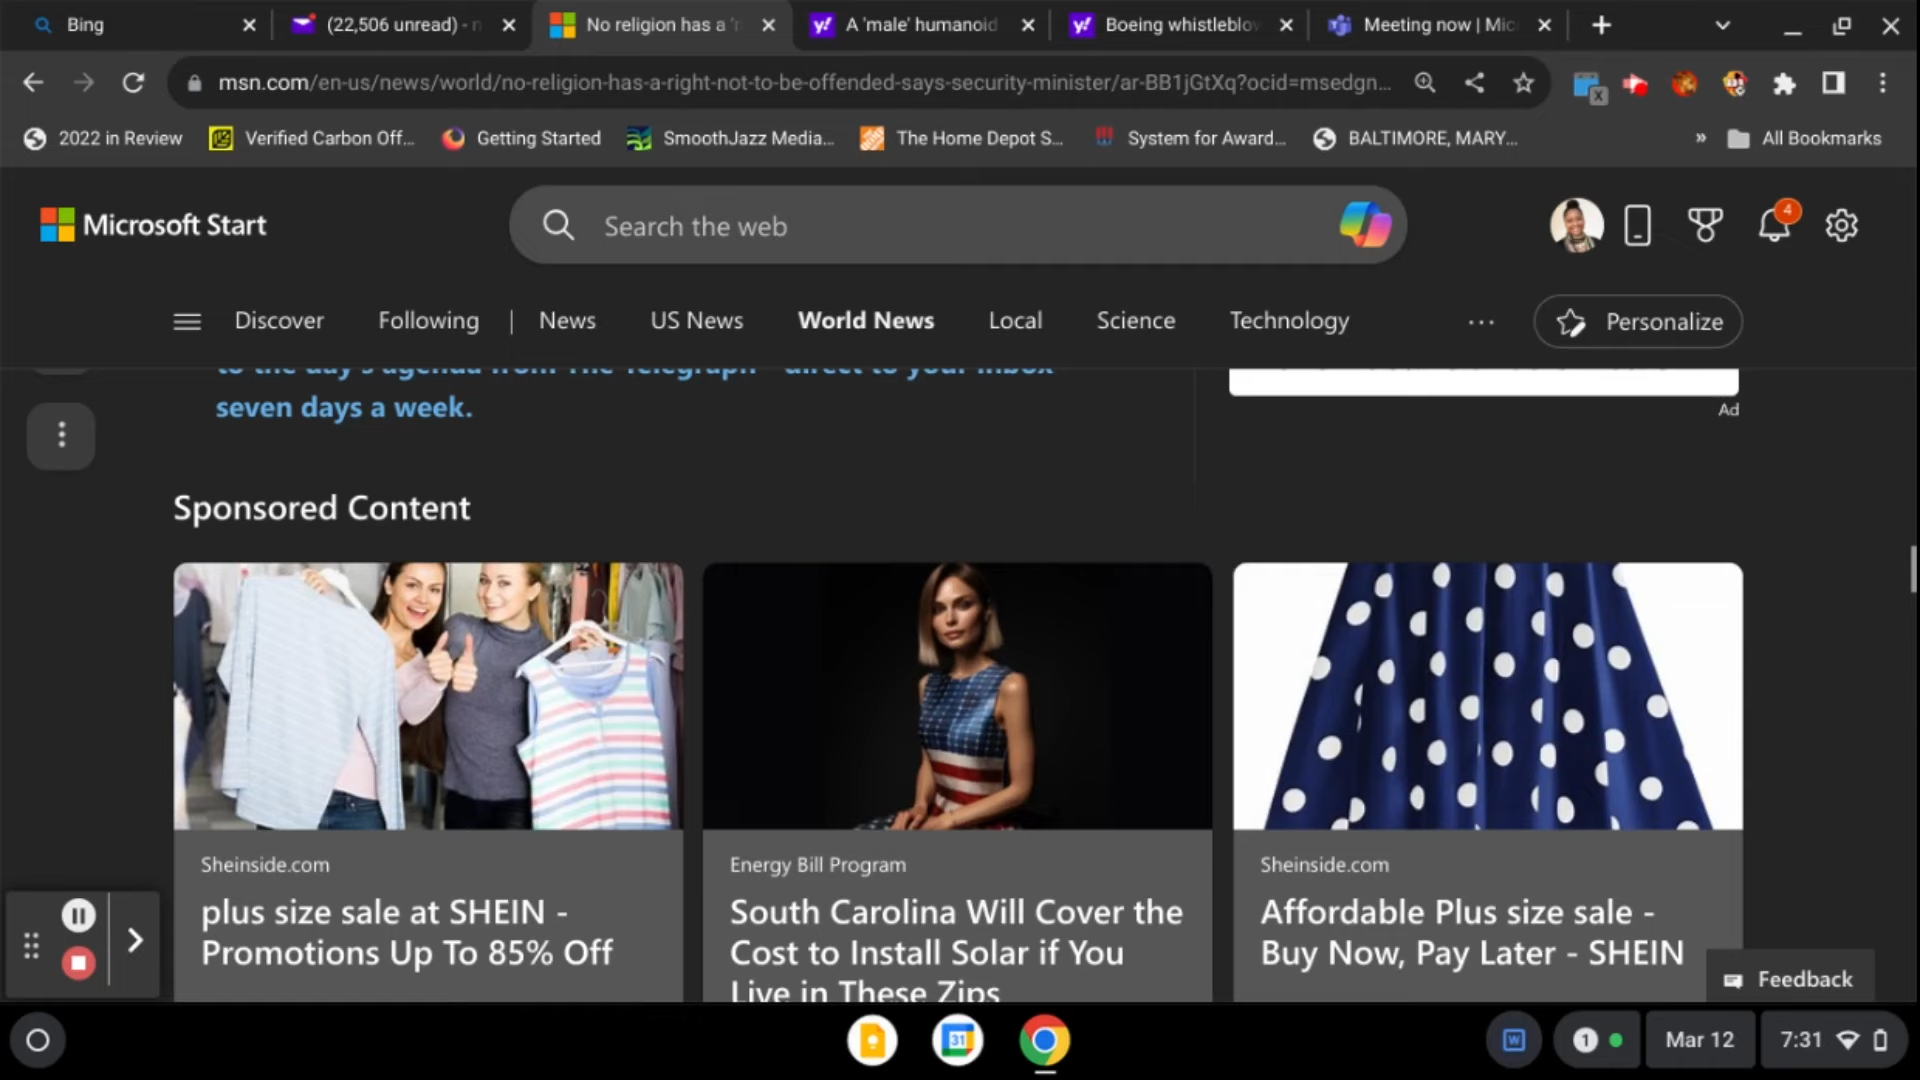 Bing
(22,506 unread) - n
No religion has a 'r
A 'male' humanoid
Boeing whistleblov
Meeting now | Mic
msn.com/en-us/news/world/no-religion-has-a-right-not-to-be-offended-says-security-minister/ar-BB1jGtXq?ocid=msedgn...
2022 in Review
Verified Carbon Off...
Getting Started
SmoothJazz Media...
The Home Depot S...
System for Award...
BALTIMORE, MARY...
»
All Bookmarks
Microsoft Start
Search the web
4
Discover
Following
News
US News
World News
Local
Science
Technology
Personalize
to the day's agenda from The Telegraph - direct to your inbox
seven days a week.
Ad
Sponsored Content
Sheinside.com
plus size sale at SHEIN -
Promotions Up To 85% Off
Energy Bill Program
South Carolina Will Cover the
Cost to Install Solar if You
Live in These Zips
Sheinside.com
Affordable Plus size sale -
Buy Now, Pay Later - SHEIN
Feedback
31
W
1
Mar 12
7:31